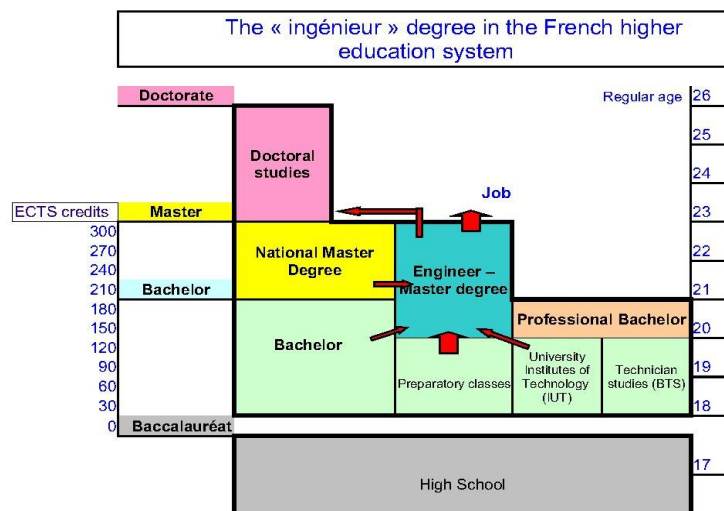 The « ingénieur » degree in the French higher
education system
Doctorate
Regular age
26
25
Doctoral
studies
24
Job
ECTS credits
Master
23
300
270
240
210
National Master
Degree
Engineer –
Master degree
22
Bachelor
21
180
150
120
90
60
30
0
Bachelor
Professional Bachelor
20
Preparatory classes
University
Institutes of
Technology
(IUT)
Technician
studies (BTS)
19
18
Baccalauréat
17
High School